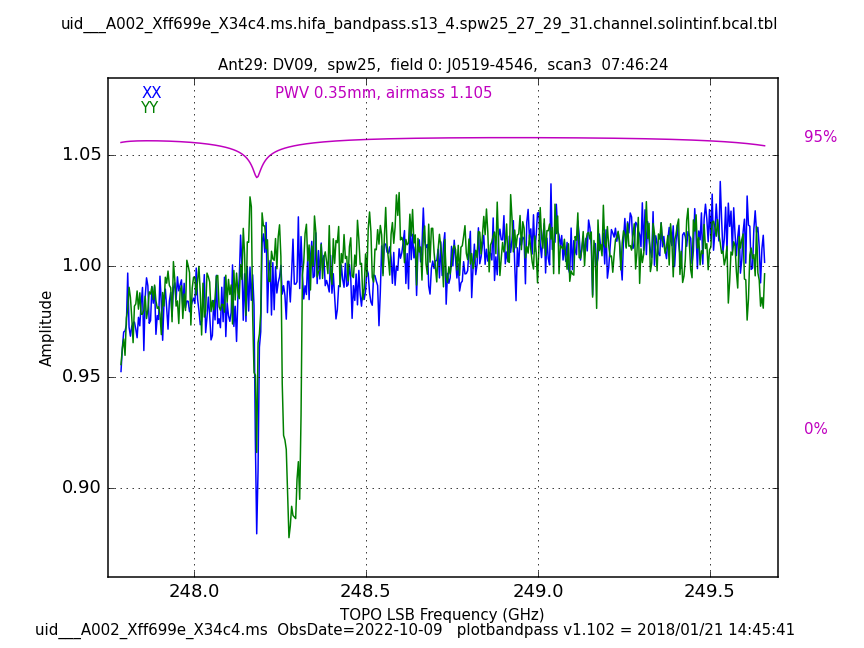 uid___A002_Xff699e_X34c4.ms.hifa_bandpass.s13_4.spw25_27_29_31.channel.solintinf.bcal.tbl
Ant29: DV09,  spw25,  field 0: J0519-4546,  scan3  07:46:24
XX
PWV 0.35mm, airmass 1.105
YY
95%
1.05
1.00
0.95
0.90
0%
Amplitude
248.0
248.5
249.0
249.5
TOPO LSB Frequency (GHz)
uid___A002_Xff699e_X34c4.ms  ObsDate=2022-10-09   plotbandpass v1.102 = 2018/01/21 14:45:41